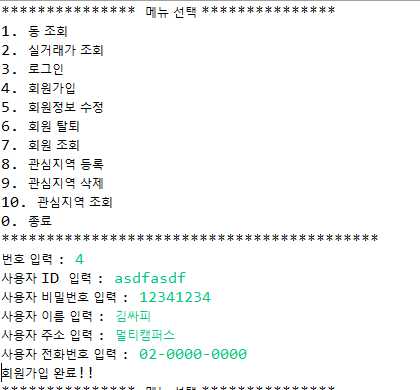 *************** 메뉴 선택 ***************
1. 동 조회
2. 실거래가 조회
3. 로그인
4. 회원가입
5. 회원정보 수정
6. 회원 탈퇴
7. 회원 조회
8. 관심지역 등록
9. 관심지역 삭제
10. 관심지역 조회
0. 종료
******************************************
번호 입력 : 4
사용자 ID 입력 : asdfasdf
사용자 비밀번호 입력 : 12341234
사용자 이름 입력 : 김싸피
사용자 주소 입력 : 멀티캠퍼스
사용자 전화번호 입력 : 02-0000-0000
회원가입 완료!!
*************** 메뉴 선택 ***************